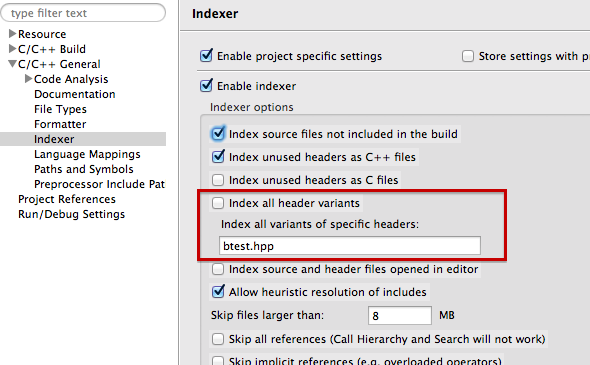 type filter text
Resource
C/C++ Build
C/C++ General
Code Analysis
Documentation
File Types
Formatter
Indexer
Language Mappings
Paths and Symbols
Preprocessor Include Pat
Project References
Run/Debug Settings
Indexer
Enable project specific settings
Store settings with pr
Enable indexer
Indexer options
Index source files not included in the build
Index unused headers as C++ files
Index unused headers as C files
Index all header variants
Index all variants of specific headers:
btest.hpp
Index source and header files opened in editor
Allow heuristic resolution of includes
Skip files larger than: 8 MB
Skip all references (Call Hierarchy and Search will not work)
Skip implicit references (e.g. overloaded operators)